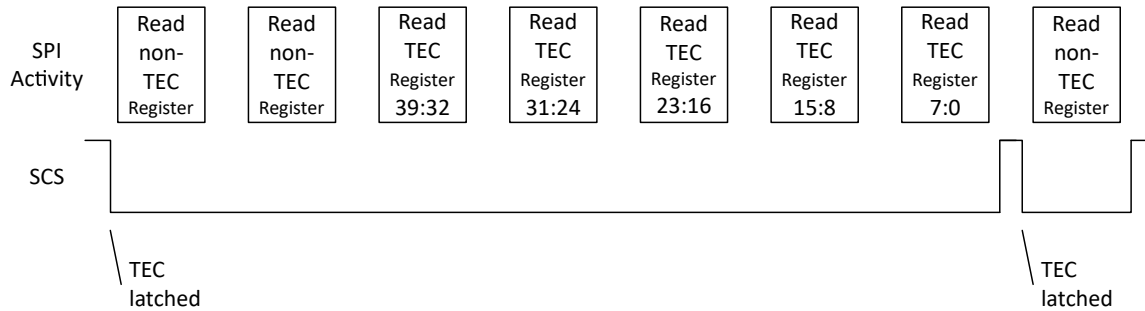 SPI
Activity
Read
non-
TEC
Register
Read
non-
TEC
Register
Read
TEC
Register
39:32
Read
TEC
Register
31:24
Read
TEC
Register
23:16
Read
TEC
Register
15:8
Read
TEC
Register
7:0
Read
non-
TEC
Register
SCS
TEC
latched
TEC
latched